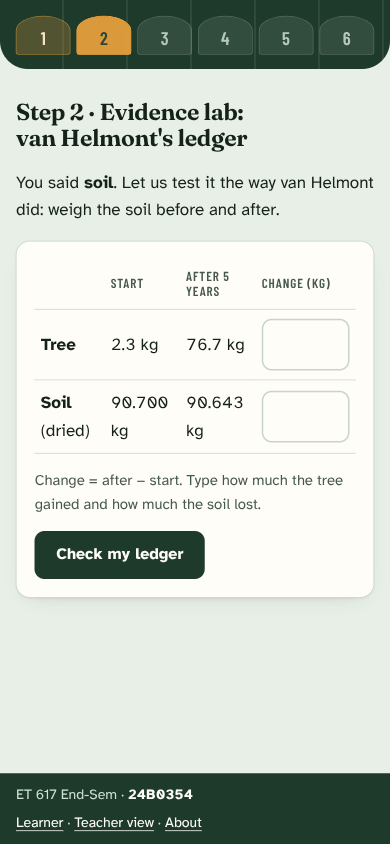 1 2 3 4 5 6
Step 2 · Evidence lab:
van Helmont's ledger
You said soil. Let us test it the way van Helmont
did: weigh the soil before and after.
START AFTER 5 YEARS CHANGE (KG)
Tree 2.3 kg 76.7 kg
Soil (dried) 90.700 kg 90.643 kg
Change = after – start. Type how much the tree
gained and how much the soil lost.
Check my ledger
ET 617 End-Sem · 24B0354
Learner · Teacher view · About